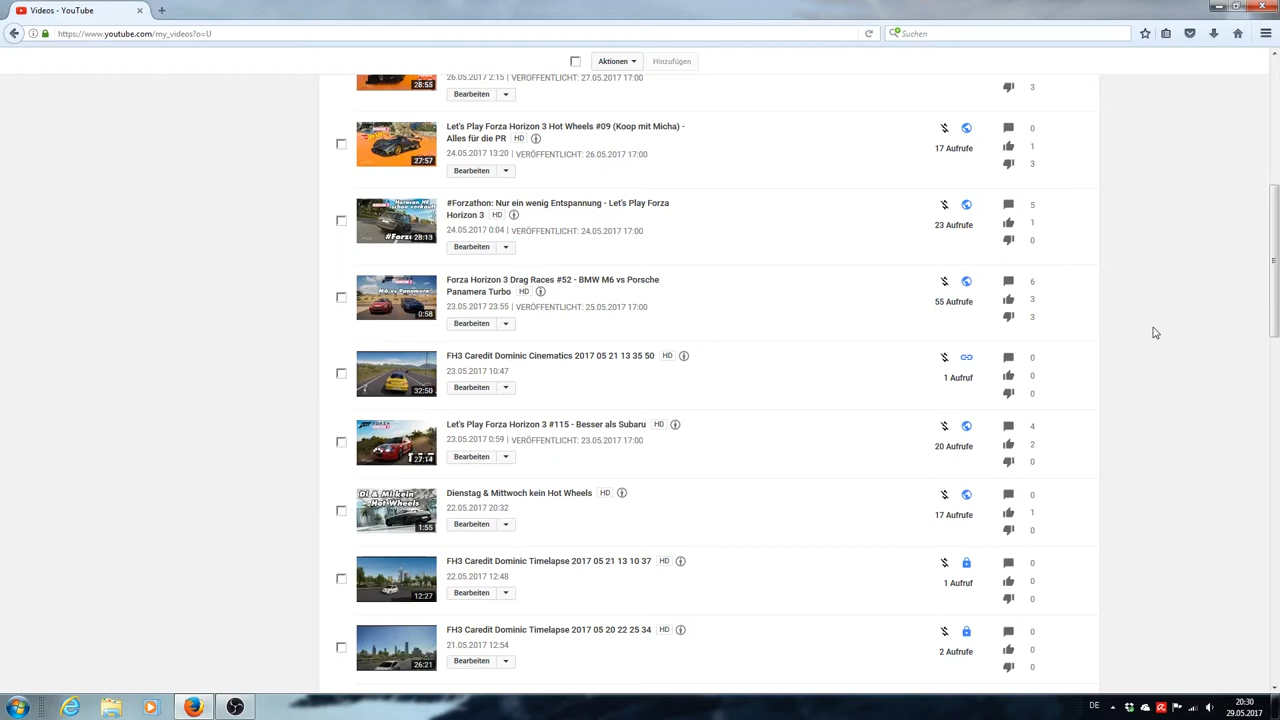 Videos - YouTube
https://www.youtube.com/my_videos?o=U
Suchen
Aktionen
Hinzufügen
28:55
26.05.2017 2:15 | VERÖFFENTLICHT: 27.05.2017 17:00
3
Bearbeiten
Let's Play Forza Horizon 3 Hot Wheels #09 (Koop mit Micha) -
Alles für die PR HD
24.05.2017 13:20 | VERÖFFENTLICHT: 26.05.2017 17:00
27:57
Bearbeiten
17 Aufrufe
0
1
3
#Forzathon: Nur ein wenig Entspannung - Let's Play Forza
Horizon 3 HD
24.05.2017 0:04 | VERÖFFENTLICHT: 24.05.2017 17:00
28:13
Bearbeiten
23 Aufrufe
5
1
0
Forza Horizon 3 Drag Races #52 - BMW M6 vs Porsche
Panamera Turbo HD
23.05.2017 23:55 | VERÖFFENTLICHT: 25.05.2017 17:00
M6 vs Panamera
0:58
Bearbeiten
55 Aufrufe
6
3
3
FH3 Caredit Dominic Cinematics 2017 05 21 13 35 50 HD
23.05.2017 10:47
32:50
Bearbeiten
1 Aufruf
0
0
0
Let's Play Forza Horizon 3 #115 - Besser als Subaru HD
23.05.2017 0:59 | VERÖFFENTLICHT: 23.05.2017 17:00
27:14
Bearbeiten
20 Aufrufe
4
2
0
Dienstag & Mittwoch kein Hot Wheels HD
22.05.2017 20:32
Di & Mi kein
Hot Wheels
1:55
Bearbeiten
17 Aufrufe
0
1
0
FH3 Caredit Dominic Timelapse 2017 05 21 13 10 37 HD
22.05.2017 12:48
12:27
Bearbeiten
1 Aufruf
0
0
0
FH3 Caredit Dominic Timelapse 2017 05 20 22 25 34 HD
21.05.2017 12:54
26:21
Bearbeiten
2 Aufrufe
0
0
0
DE
20:30
29.05.2017